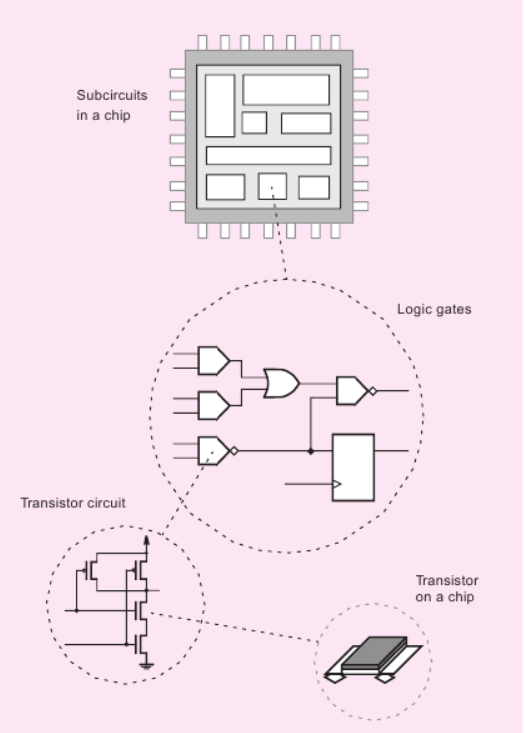 Subcircuits
in a chip
Logic gates
Transistor circuit
Transistor
on a chip